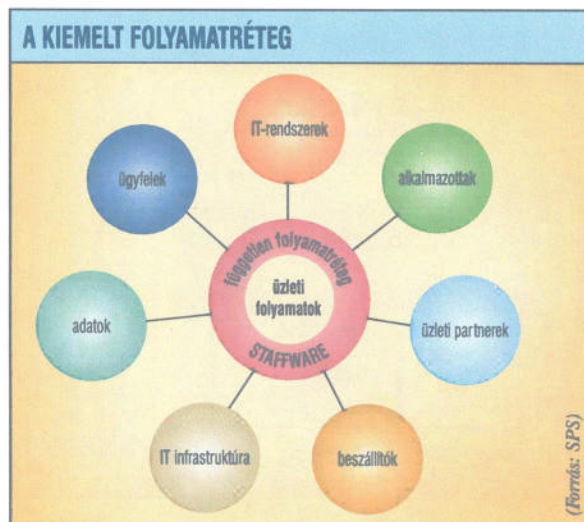 A KIEMELT FOLYAMATRÉTEG
IT-rendszerek
ügyfelek
alkalmazottak
független folyamatréteg
üzleti
folyamatok
STAFFWARE
adatok
üzleti partnerek
IT infrastruktúra
beszállítók
(Forrás: SPS)